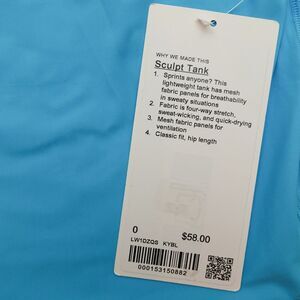 WHY WE MADE THIS
Sculpt Tank
1. Sprints anyone? This
lightweight tank has mesh
fabric panels for breathability
in sweaty situations
2. Fabric is four-way stretch,
sweat-wicking, and quick-drying
3. Mesh fabric panels for
ventilation
4. Classic fit, hip length
0
$58.00
LW1DZQS KYBL
000153150882